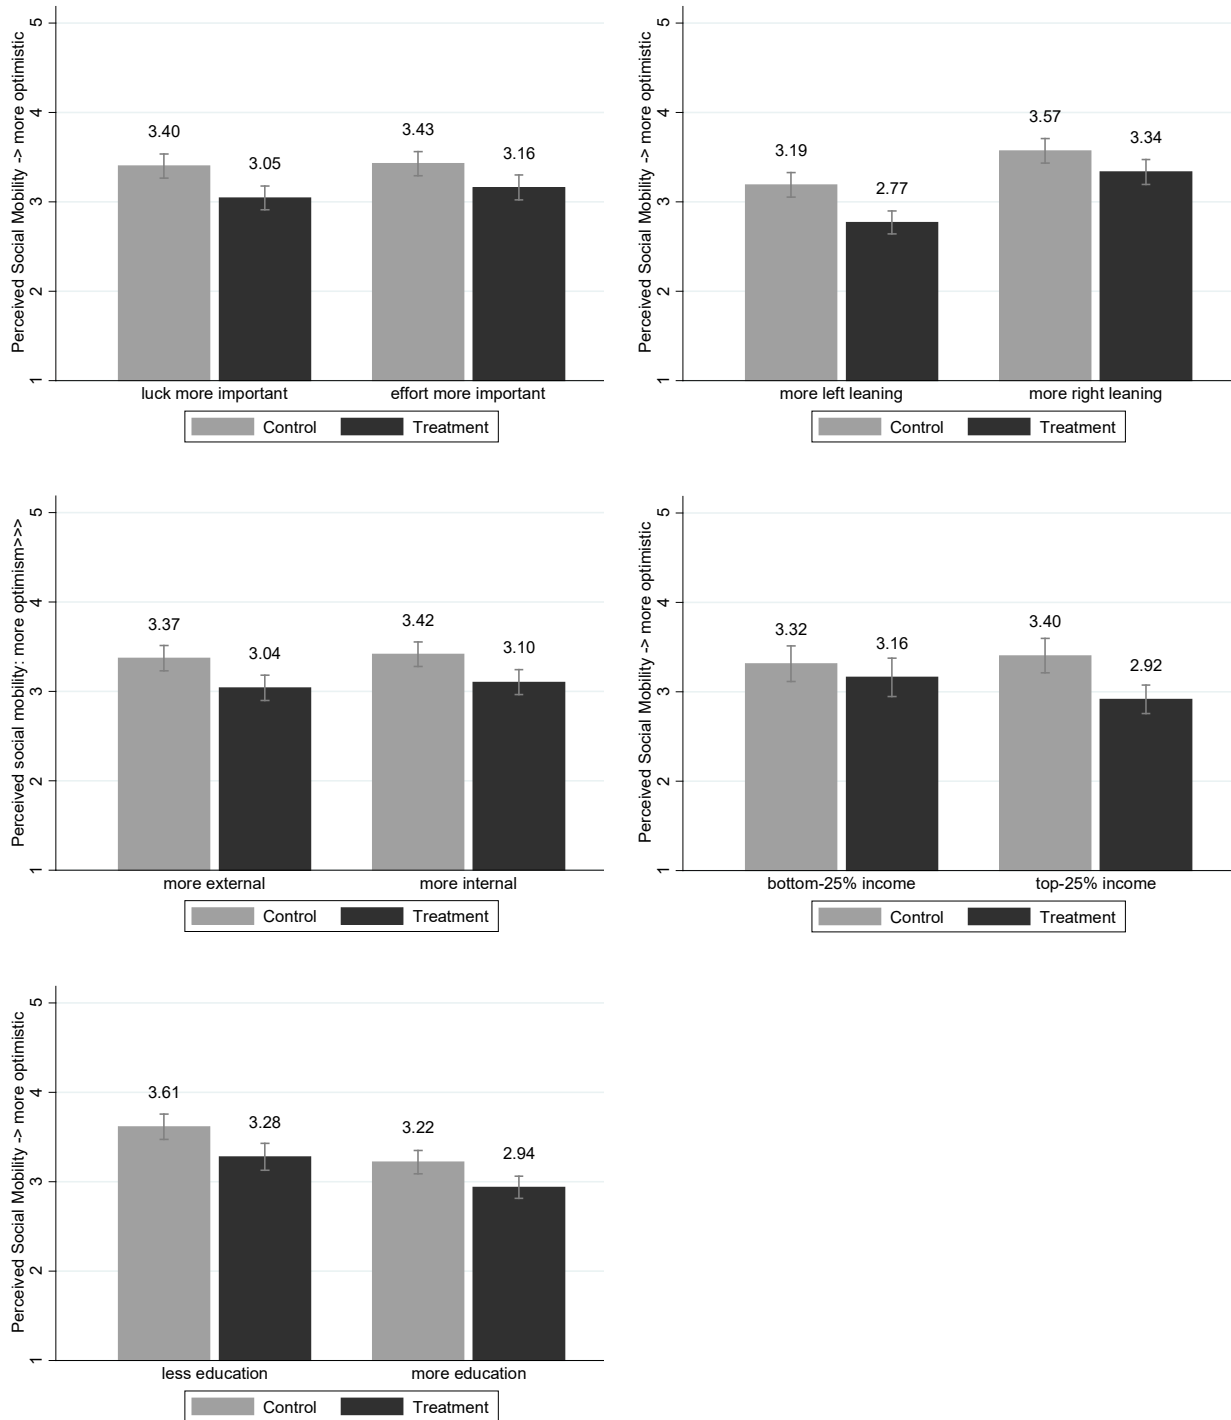 Perceived Social Mobility -> more optimistic
5
4
3
2
1
3.40
3.05
3.43
3.16
luck more important
effort more important
Control
Treatment
Perceived Social Mobility -> more optimistic
5
4
3
2
1
3.19
2.77
3.57
3.34
more left leaning
more right leaning
Control
Treatment
Perceived social mobility: more optimism>>>
5
4
3
2
1
3.37
3.04
3.42
3.10
more external
more internal
Control
Treatment
Perceived Social Mobility -> more optimistic
5
4
3
2
1
3.32
3.16
3.40
2.92
bottom-25% income
top-25% income
Control
Treatment
Perceived Social Mobility -> more optimistic
5
4
3
2
1
3.61
3.28
3.22
2.94
less education
more education
Control
Treatment